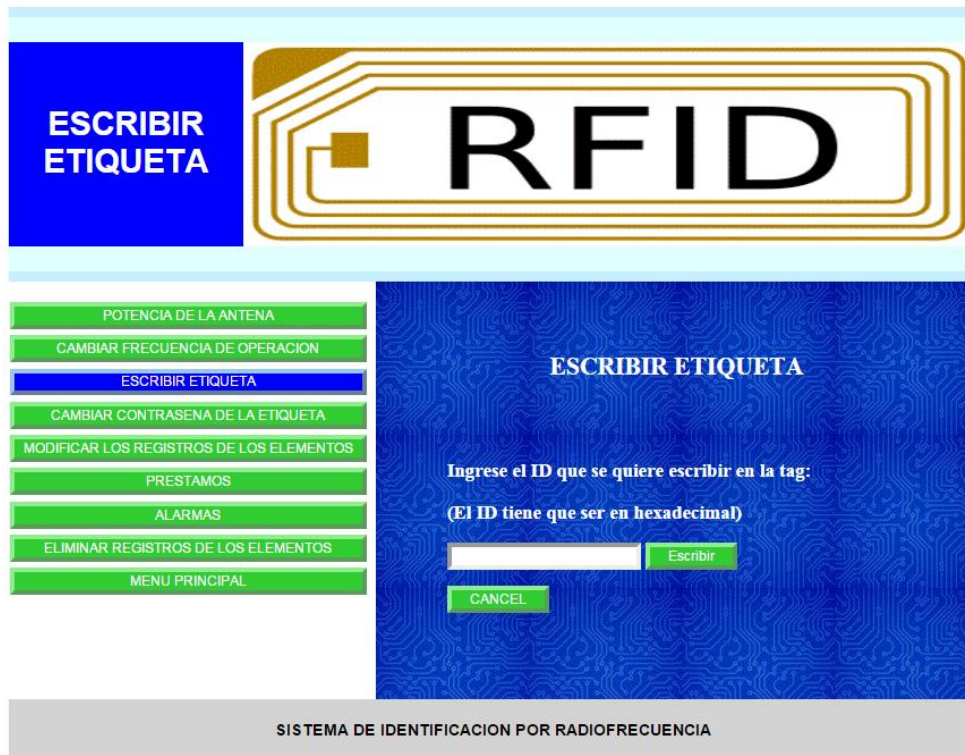 ESCRIBIR
ETIQUETA
RFID
POTENCIA DE LA ANTENA
CAMBIAR FRECUENCIA DE OPERACION
ESCRIBIR ETIQUETA
CAMBIAR CONTRASENA DE LA ETIQUETA
MODIFICAR LOS REGISTROS DE LOS ELEMENTOS
PRESTAMOS
ALARMAS
ELIMINAR REGISTROS DE LOS ELEMENTOS
MENU PRINCIPAL
ESCRIBIR ETIQUETA
Ingrese el ID que se quiere escribir en la tag:
(El ID tiene que ser en hexadecimal)
Escribir
CANCEL
SISTEMA DE IDENTIFICACION POR RADIOFRECUENCIA